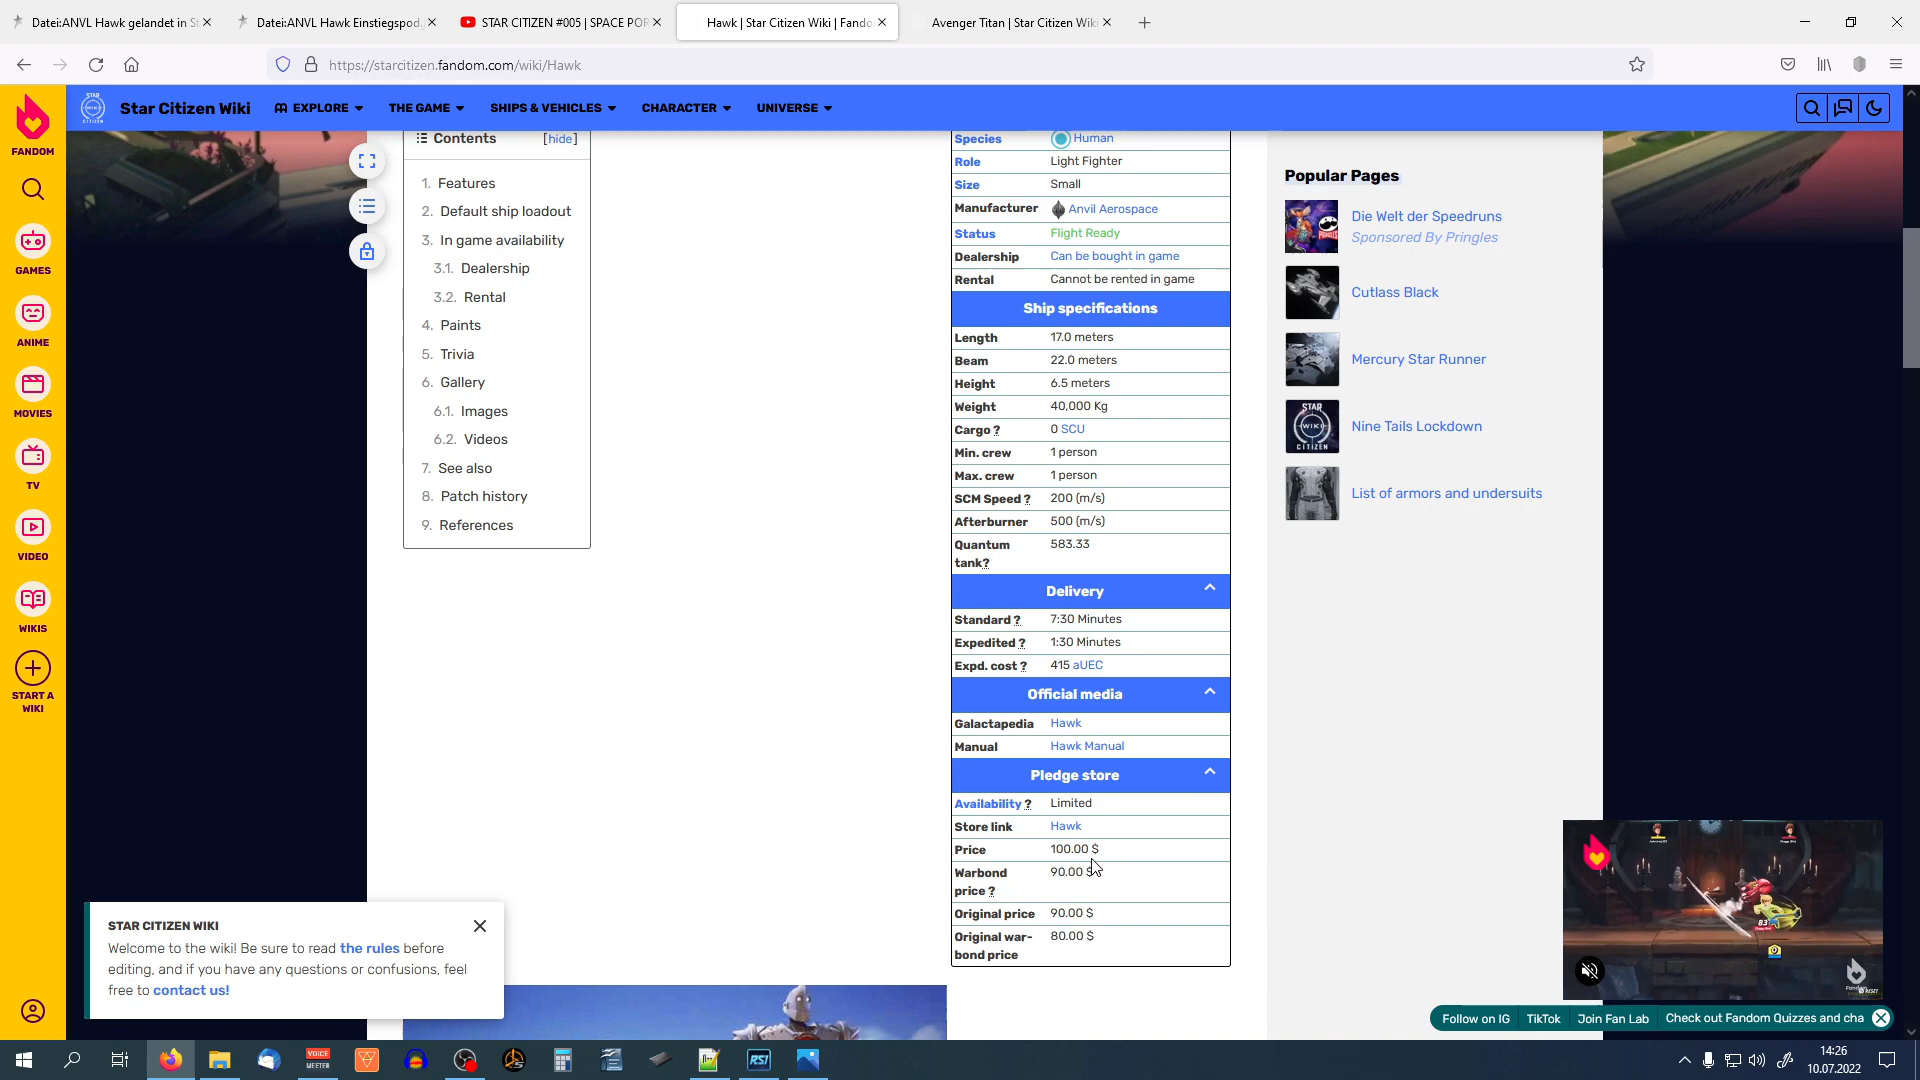 Datei:ANVL Hawk gelandet in St
Datei:ANVL Hawk Einstiegspod.
STAR CITIZEN #005 | SPACE POR
Hawk | Star Citizen Wiki | Fando
Avenger Titan | Star Citizen Wiki
https://starcitizen.fandom.com/wiki/Hawk
FANDOM
GAMES
ANIME
MOVIES
TV
VIDEO
WIKIS
START A
WIKI
Star Citizen Wiki
EXPLORE
THE GAME
SHIPS & VEHICLES
CHARACTER
UNIVERSE
Contents [hide]
1. Features
2. Default ship loadout
3. In game availability
3.1. Dealership
3.2. Rental
4. Paints
5. Trivia
6. Gallery
6.1. Images
6.2. Videos
7. See also
8. Patch history
9. References
Species Human
Role Light Fighter
Size Small
Manufacturer Anvil Aerospace
Status Flight Ready
Dealership Can be bought in game
Rental Cannot be rented in game
Ship specifications
Length 17.0 meters
Beam 22.0 meters
Height 6.5 meters
Weight 40,000 Kg
Cargo ? 0 SCU
Min. crew 1 person
Max. crew 1 person
SCM Speed ? 200 (m/s)
Afterburner 500 (m/s)
Quantum 583.33
tank?
Delivery
Standard ? 7:30 Minutes
Expedited ? 1:30 Minutes
Expd. cost ? 415 aUEC
Official media
Galactapedia Hawk
Manual Hawk Manual
Pledge store
Availability ? Limited
Store link Hawk
Price 100.00 $
Warbond 90.00 $
price ?
Original price 90.00 $
Original war- 80.00 $
bond price
Popular Pages
Die Welt der Speedruns
Sponsored By Pringles
Cutlass Black
Mercury Star Runner
STAR
WIKI
CITIZEN
Nine Tails Lockdown
List of armors and undersuits
STAR CITIZEN WIKI
Welcome to the wiki! Be sure to read the rules before
editing, and if you have any questions or confusions, feel
free to contact us!
Follow on IG
TikTok
Join Fan Lab
Check out Fandom Quizzes and cha
VOICE
MEETER
RSI
14:26
10.07.2022